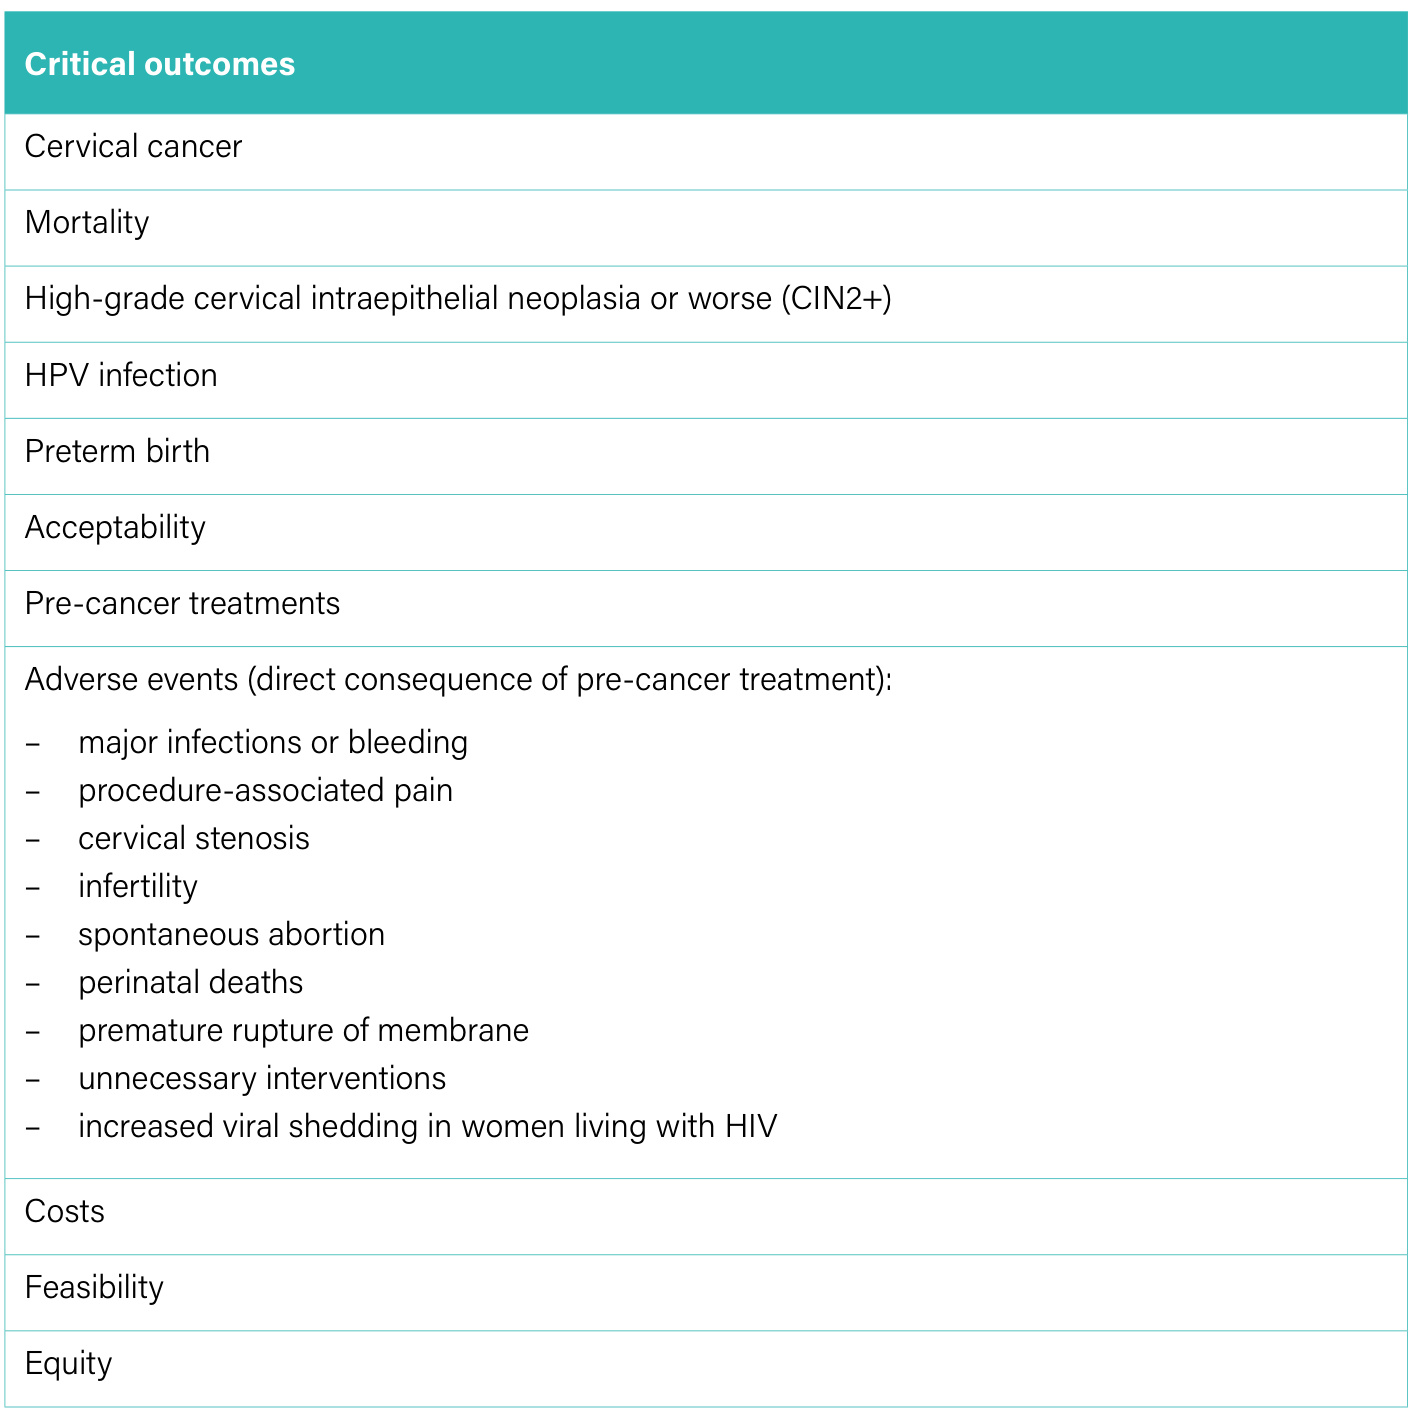 Critical outcomes
Cervical cancer
Mortality
High-grade cervical intraepithelial neoplasia or worse (CIN2+)
HPV infection
Preterm birth
Acceptability
Pre-cancer treatments
Adverse events (direct consequence of pre-cancer treatment):
– major infections or bleeding
– procedure-associated pain
– cervical stenosis
– infertility
– spontaneous abortion
– perinatal deaths
– premature rupture of membrane
– unnecessary interventions
– increased viral shedding in women living with HIV
Costs
Feasibility
Equity